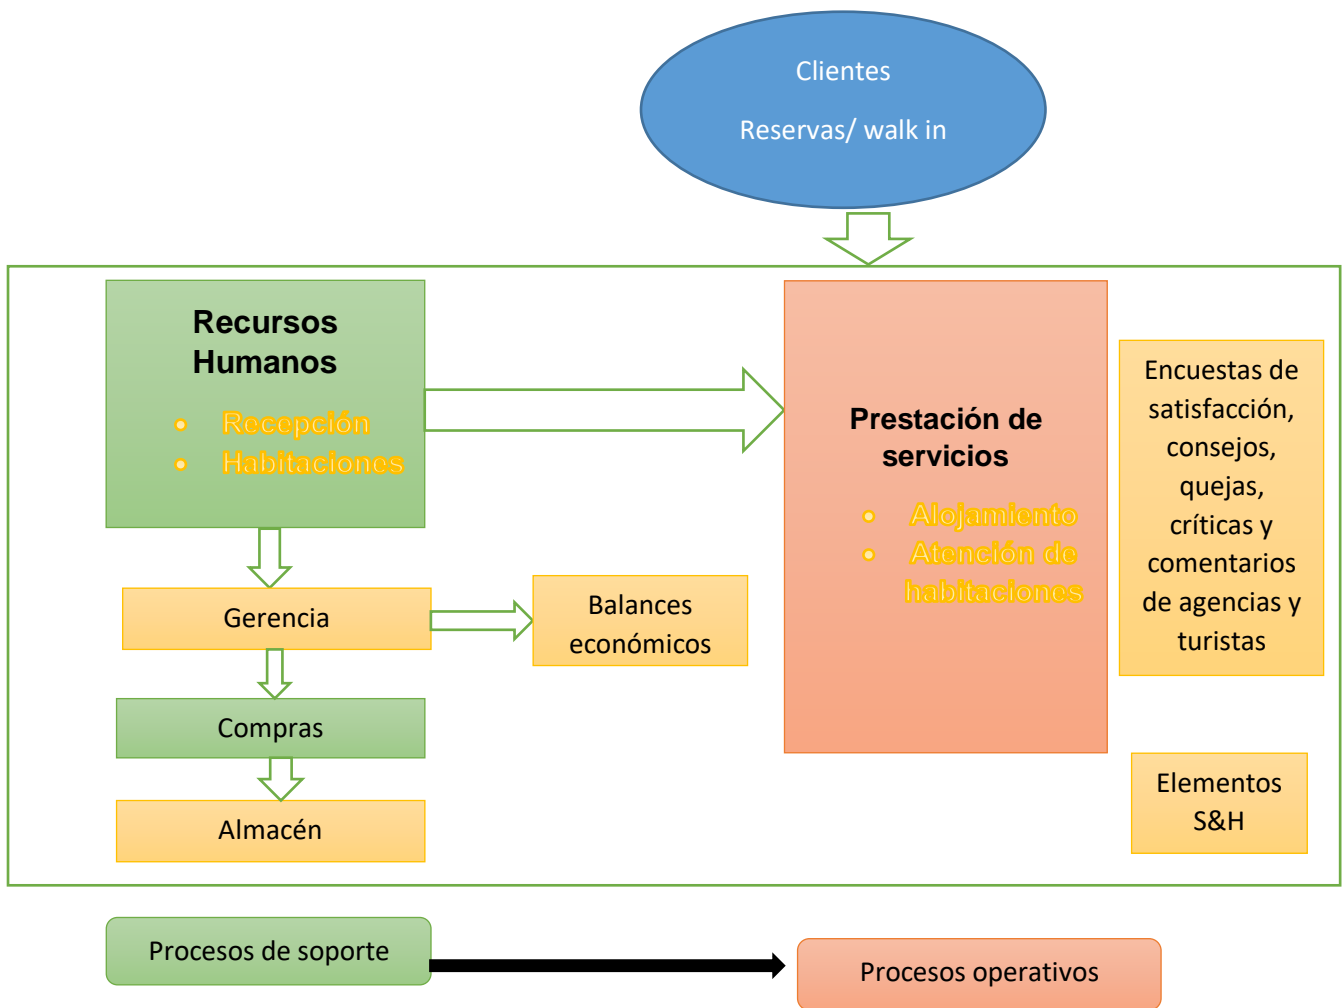 Clientes
Reservas/ walk in
Recursos
Humanos
• Recepción
• Habitaciones
Prestación de
servicios
• Alojamiento
• Atención de
habitaciones
Encuestas de
satisfacción,
consejos,
quejas,
críticas y
comentarios
de agencias y
turistas
Gerencia
Balances
económicos
Compras
Almacén
Elementos
S&H
Procesos de soporte
Procesos operativos